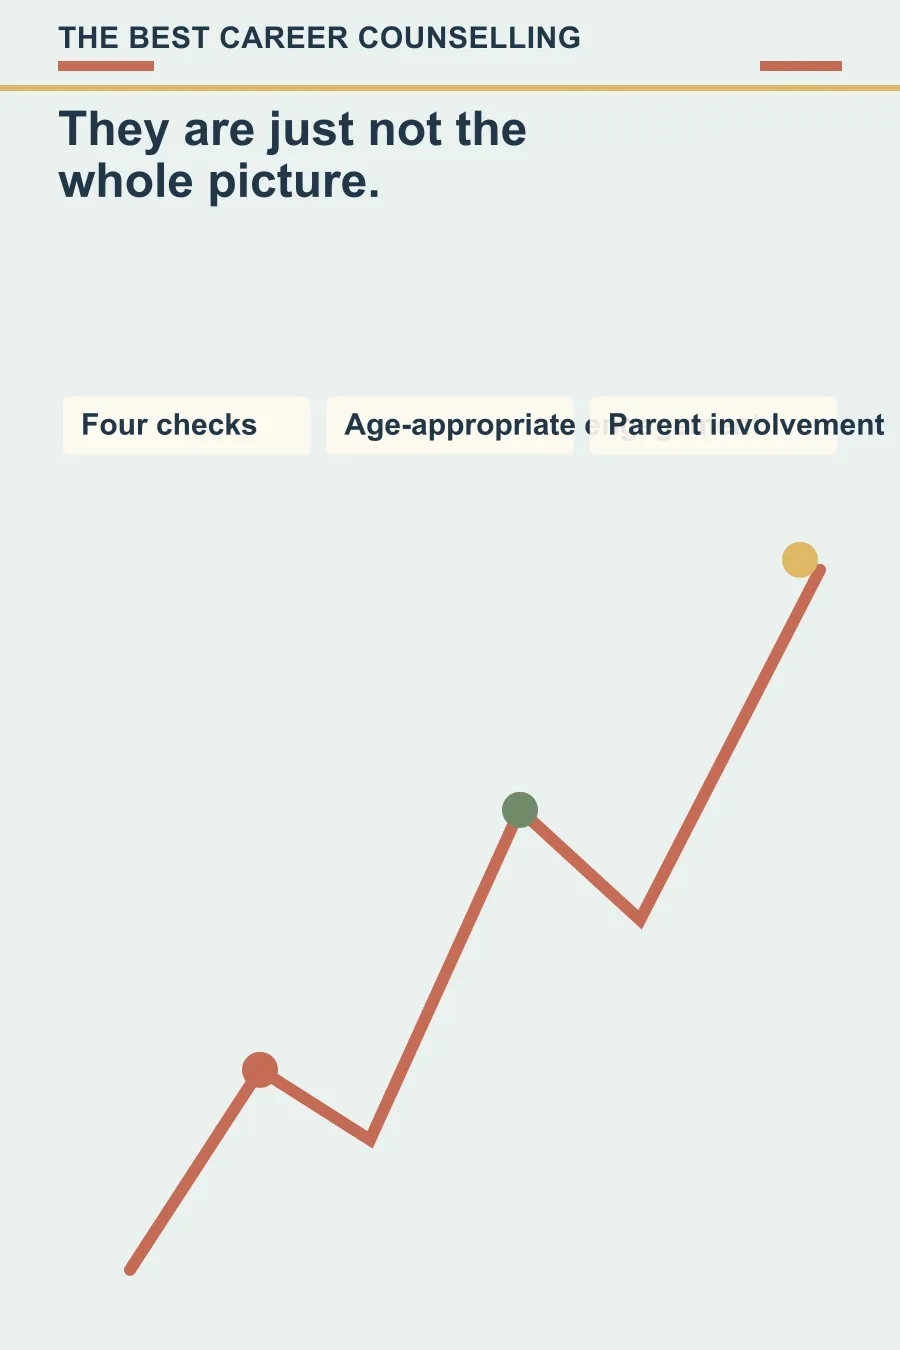 THE BEST CAREER COUNSELLING
They are just not the
whole picture.
Four checks
Age-appropriate
Parent involvement